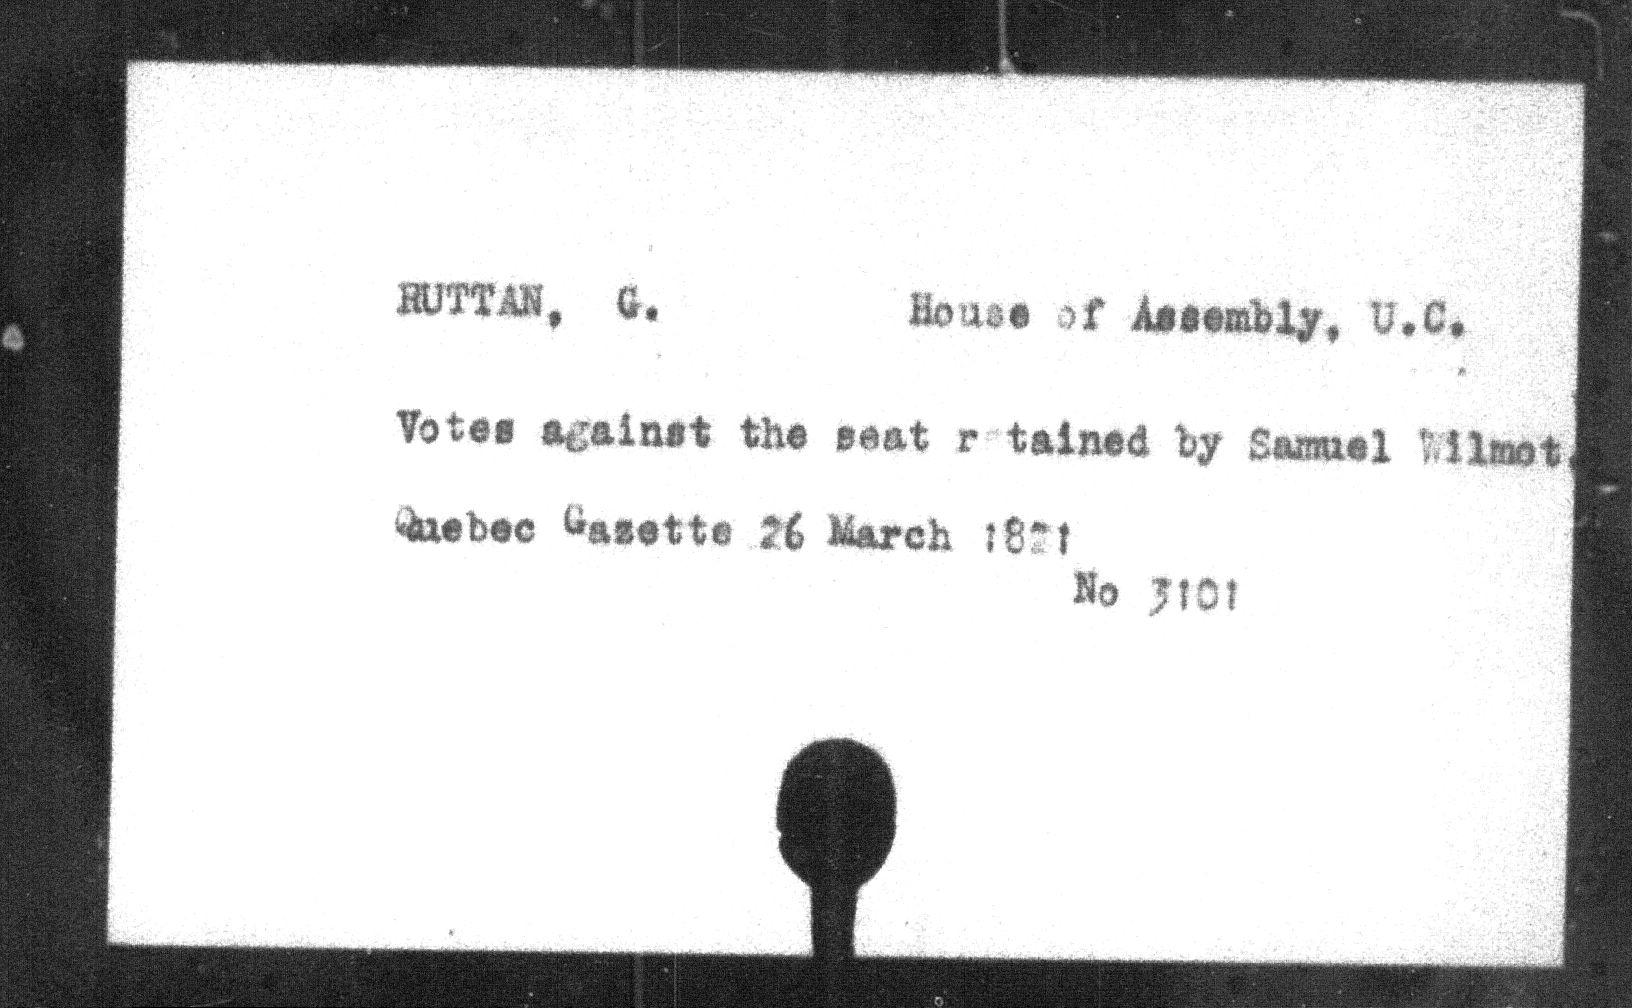 RUTTAN, G. House of Assembly, U.C.
Votes against the seat retained by Samuel Wilmot.
Quebec Gazette 26 March 1821
No 3101